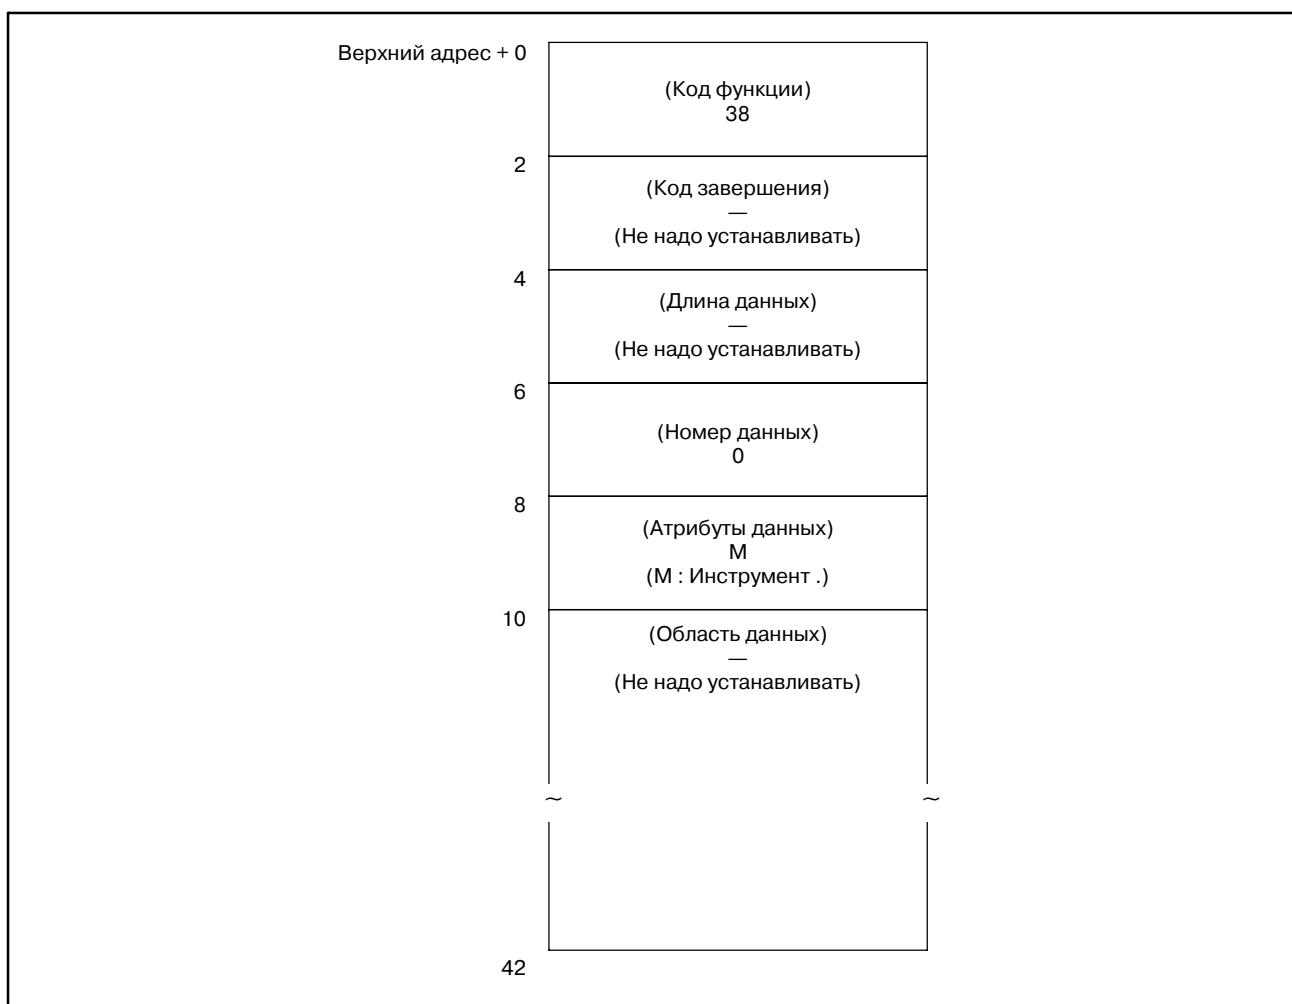 Верхний адрес + 0
(Код функции)
38
2
(Код завершения)
—
(Не надо устанавливать)
4
(Длина данных)
—
(Не надо устанавливать)
6
(Номер данных)
0
8
(Атрибуты данных)
М
(М : Инструмент .)
10
(Область данных)
—
(Не надо устанавливать)
~ ~
42